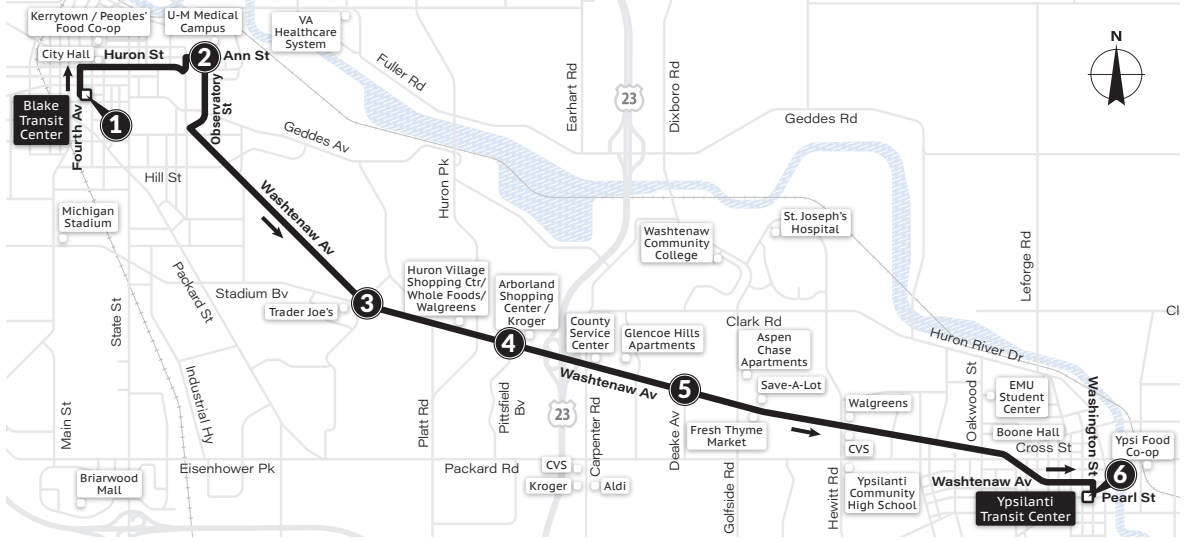 Kerrytown / Peoples'
Food Co-op
U-M Medical
Campus
VA
Healthcare
System
City Hall
Huron St
2
Ann St
Blake
Transit
Center
1
Fourth Av
Observatory
St
Fuller Rd
Geddes Av
Earhart Rd
23
Dixboro Rd
Geddes Rd
N
Hill St
Huron Pk
Michigan
Stadium
Washtenaw Av
Washtenaw
Community
College
St. Joseph's
Hospital
Leforge Rd
Packard St
State St
Stadium Bv
Trader Joe's
3
Huron Village
Shopping Ctr/
Whole Foods/
Walgreens
Arborland
Shopping
Center /
Kroger
4
County
Service
Center
Glencoe Hills
Apartments
Clark Rd
Aspen
Chase
Apartments
Huron River Dr
Cl
Washtenaw Av
5
Save-A-Lot
Walgreens
Oakwood St
EMU
Student
Center
Washington St
Main St
Industrial Hy
Platt Rd
Pittsfield
Bv
23
Carpenter Rd
Deake Av
Fresh Thyme
Market
Golfside Rd
CVS
Hewitt Rd
Boone Hall
Cross St
Ypsi Food
Co-op
Eisenhower Pk
Packard Rd
CVS
Kroger
Aldi
Briarwood
Mall
Ypsilanti
Community
High School
Washtenaw Av
6
Pearl St
Ypsilanti
Transit Center